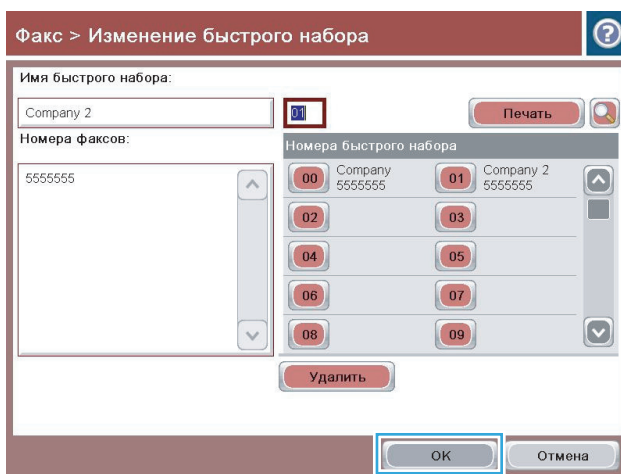 Факс > Изменение быстрого набора
?
Имя быстрого набора:
Company 2
01
Печать
Номера факсов:
5555555
Номера быстрого набора
00 Company 5555555 01 Company 2 5555555
02 03
04 05
06 07
08 09
Удалить
OK Отмена